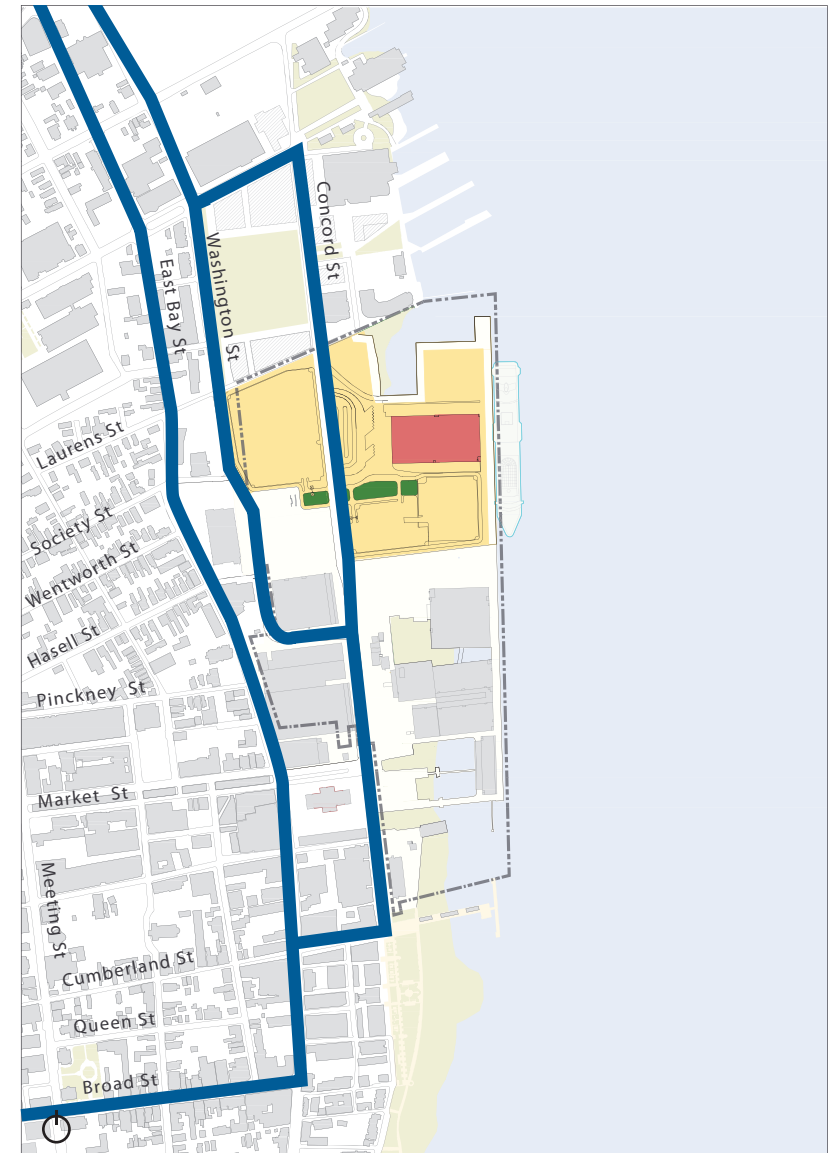 Concord St
Washington St
East Bay St
Laurens St
Society St
Wentworth St
Hasell St
Pinckney St
Market St
Meeting St
Cumberland St
Queen St
Broad St